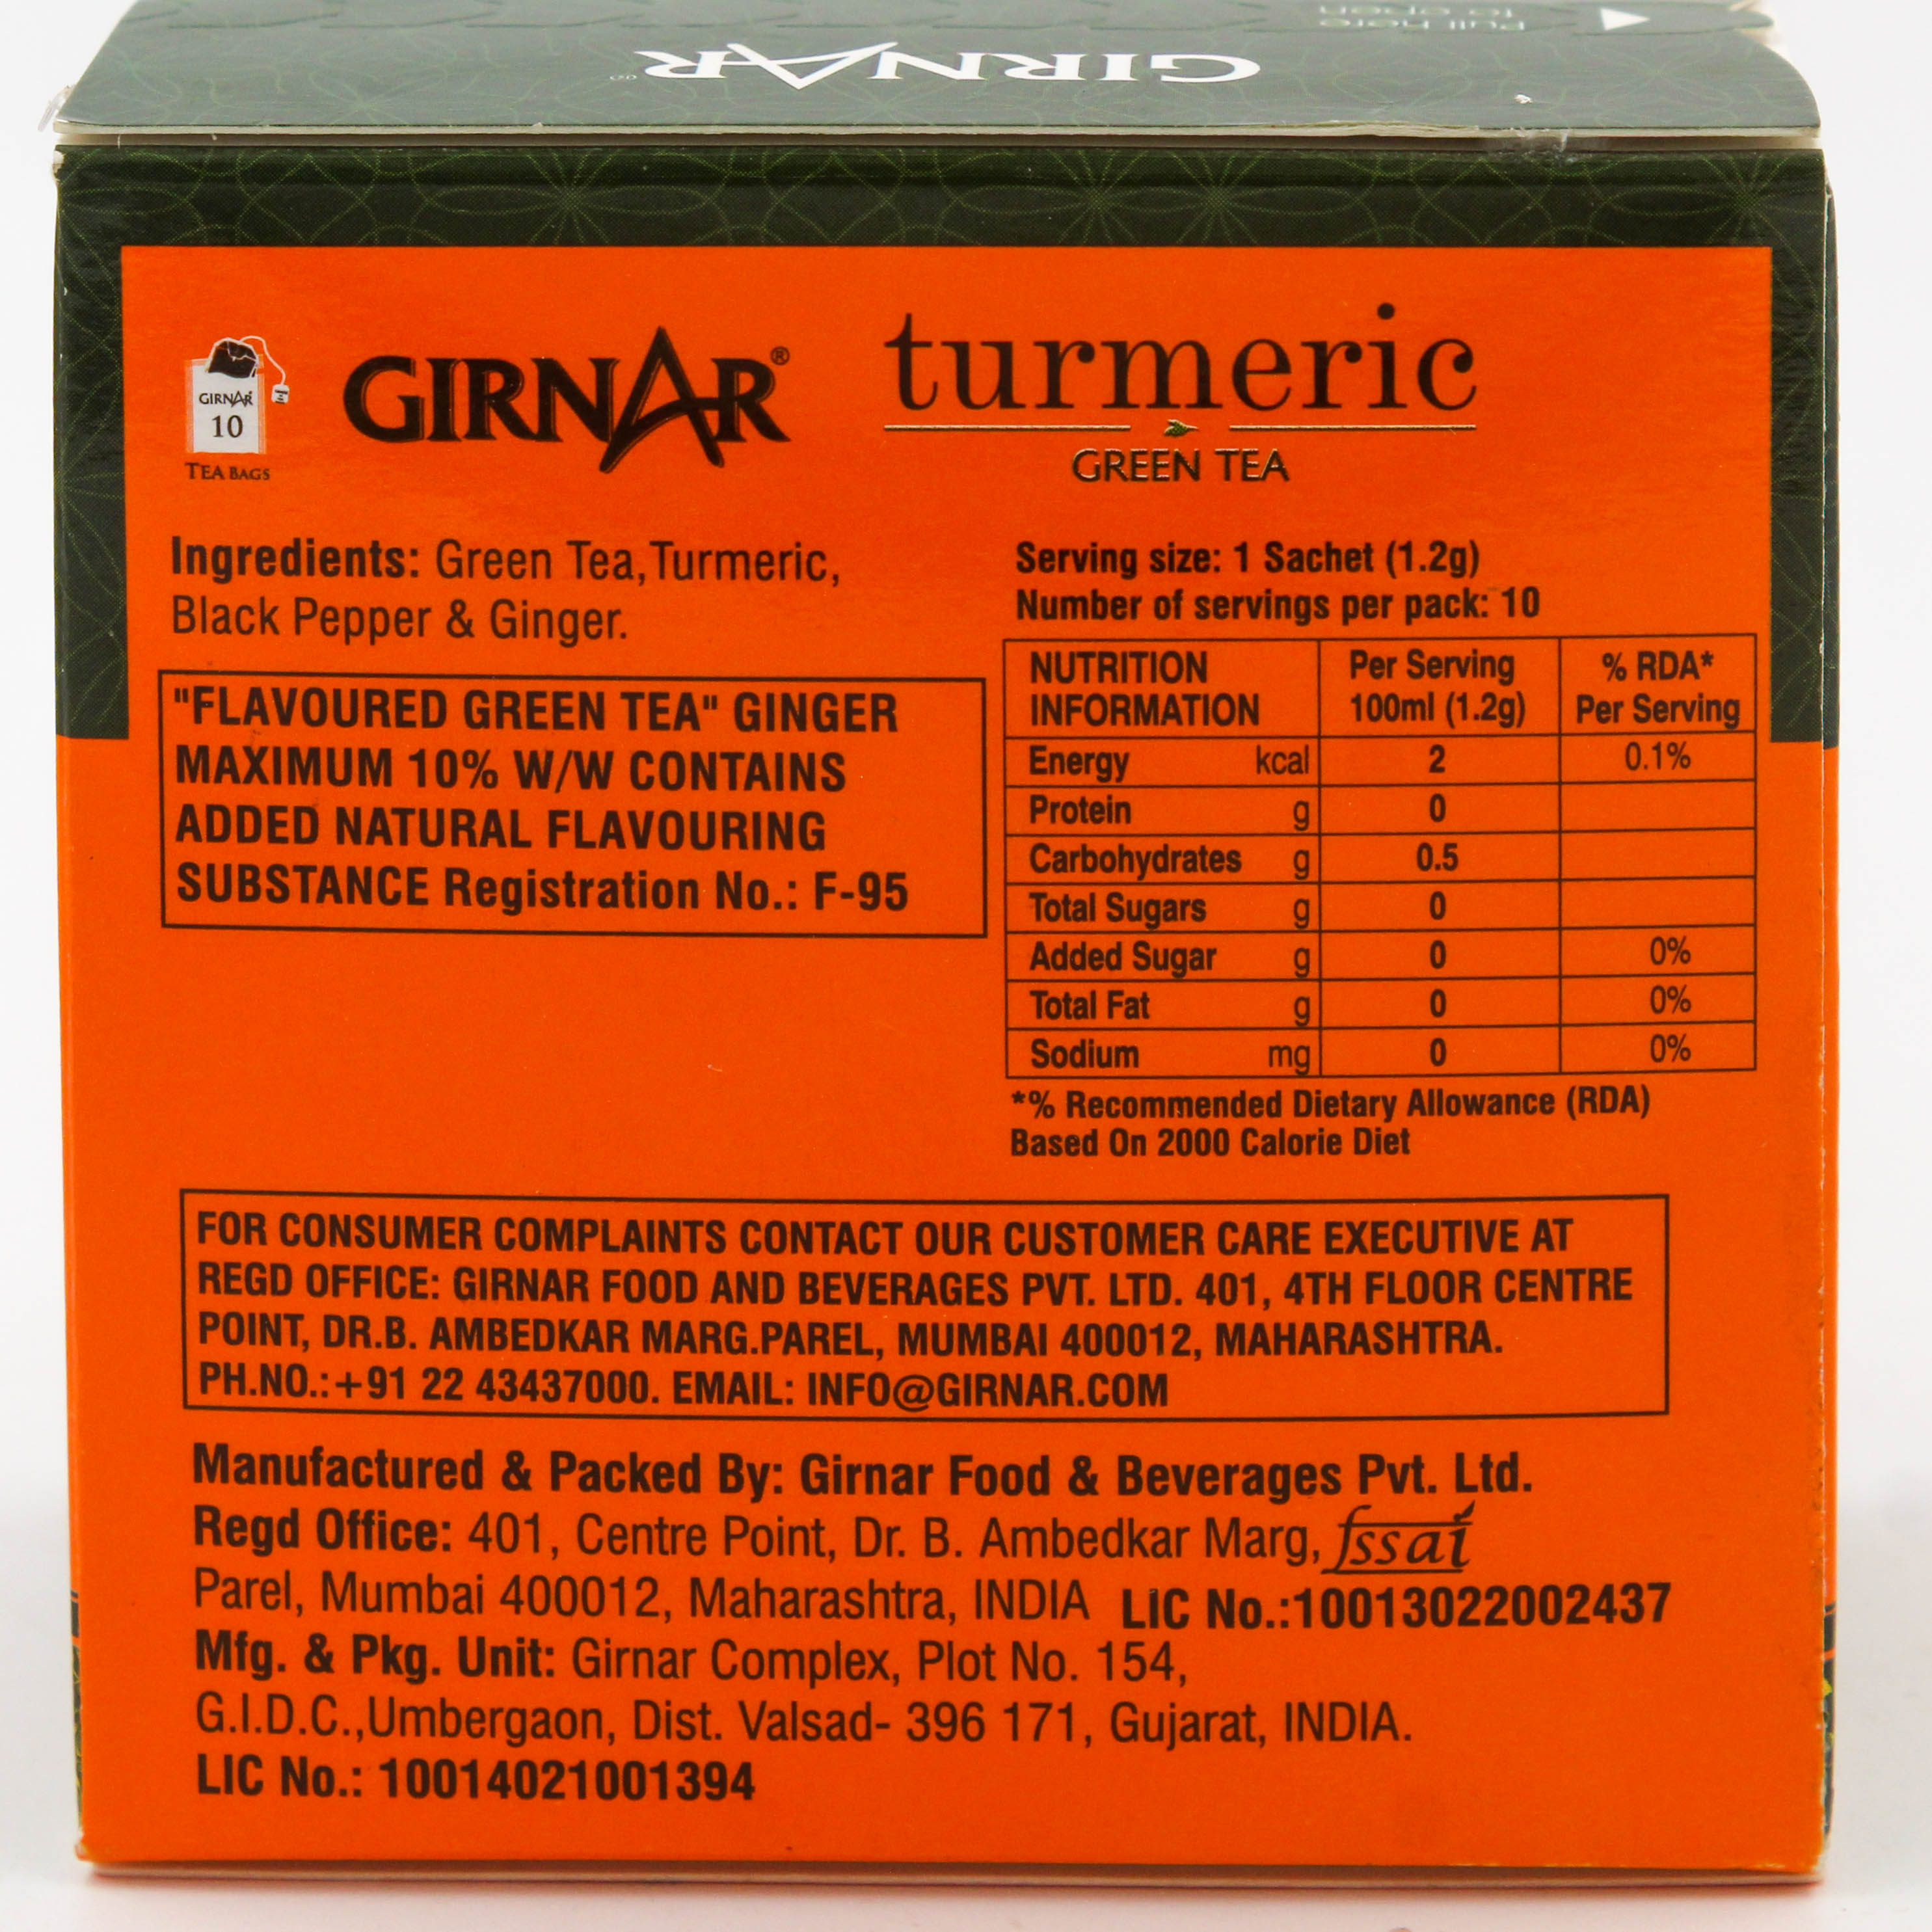 Pull here
to open
GIRNAR®
GIRNAR
10
TEA BAGS
GIRNAR®
turmeric
GREEN TEA
Ingredients: Green Tea, Turmeric,
Black Pepper & Ginger.
"FLAVOURED GREEN TEA" GINGER
MAXIMUM 10% W/W CONTAINS
ADDED NATURAL FLAVOURING
SUBSTANCE Registration No.: F-95
Serving size: 1 Sachet (1.2g)
Number of servings per pack: 10
NUTRITION INFORMATION Per Serving 100ml (1.2g) % RDA* Per Serving
Energy kcal 2 0.1%
Protein g 0
Carbohydrates g 0.5
Total Sugars g 0
Added Sugar g 0 0%
Total Fat g 0 0%
Sodium mg 0 0%
*% Recommended Dietary Allowance (RDA)
Based On 2000 Calorie Diet
FOR CONSUMER COMPLAINTS CONTACT OUR CUSTOMER CARE EXECUTIVE AT
REGD OFFICE: GIRNAR FOOD AND BEVERAGES PVT. LTD. 401, 4TH FLOOR CENTRE
POINT, DR.B. AMBEDKAR MARG.PAREL, MUMBAI 400012, MAHARASHTRA.
PH.NO.:+91 22 43437000. EMAIL: INFO@GIRNAR.COM
Manufactured & Packed By: Girnar Food & Beverages Pvt. Ltd.
Regd Office: 401, Centre Point, Dr. B. Ambedkar Marg, fssai
Parel, Mumbai 400012, Maharashtra, INDIA LIC No.:10013022002437
Mfg. & Pkg. Unit: Girnar Complex, Plot No. 154,
G.I.D.C.,Umbergaon, Dist. Valsad- 396 171, Gujarat, INDIA.
LIC No.: 10014021001394